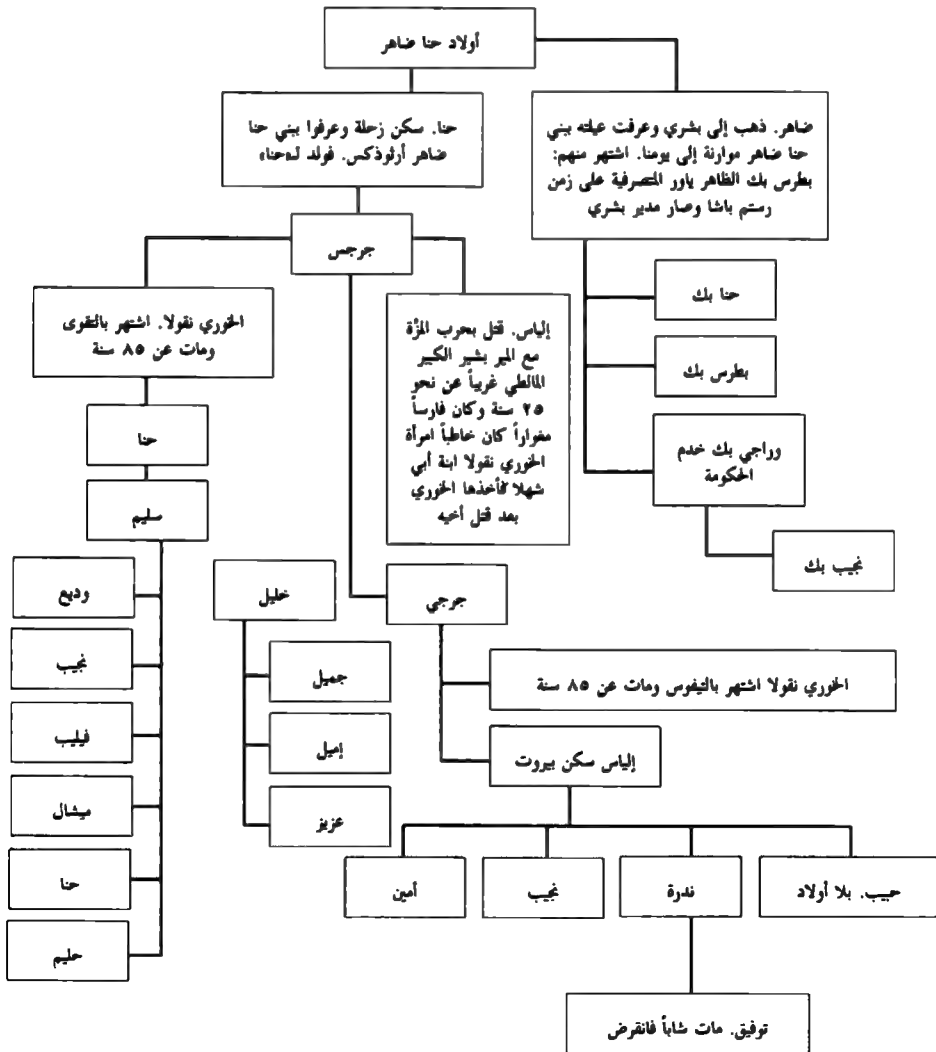 أولاد حنا ضاهر
ضاهر. ذهب إلى بشري وعرفت عيلته ببني
حنا ضاهر موارنة إلى يومنا. اشتهر منهم:
بطرس بك الظاهر ياور المتصرفية على زمن
رستم باشا وصار مدير بشري
حنا بك
بطرس بك
وراجي بك خدم
الحكومة
نجيب بك
حنا. سكن زحلة وعرفوا ببني حنا
ضاهر أرثوذكس. فولد لـ«حنا»
جرجس
إلياس. قتل بحرب المزّة
مع المير بشير الكبير
المالطي غريباً عن نحو
٢٥ سنة وكان فارساً
مغواراً كان خاطباً امرأة
الخوري نقولا ابنة أبي
شهلا فأخذها الخوري
بعد قتل أخيه
جرجي
الخوري نقولا اشتهر بالتيفوس ومات عن ٨٥ سنة
إلياس سكن بيروت
حبيب. بلا أولاد
ندرة
نجيب
أمين
توفيق. مات شاباً فانقرض
الخوري نقولا. اشتهر بالتقوى
ومات عن ٨٥ سنة
حنا
سليم
وديع
نجيب
فيليب
ميشال
حنا
حليم
خليل
جميل
إميل
عزيز